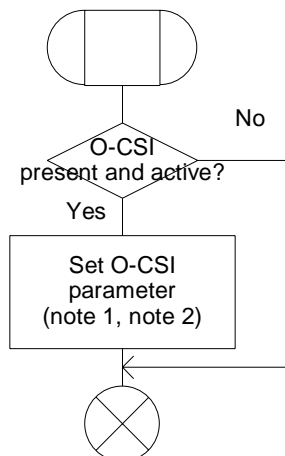 No
O-CSI
present and active?
Yes
Set O-CSI
parameter
(note 1, note 2)